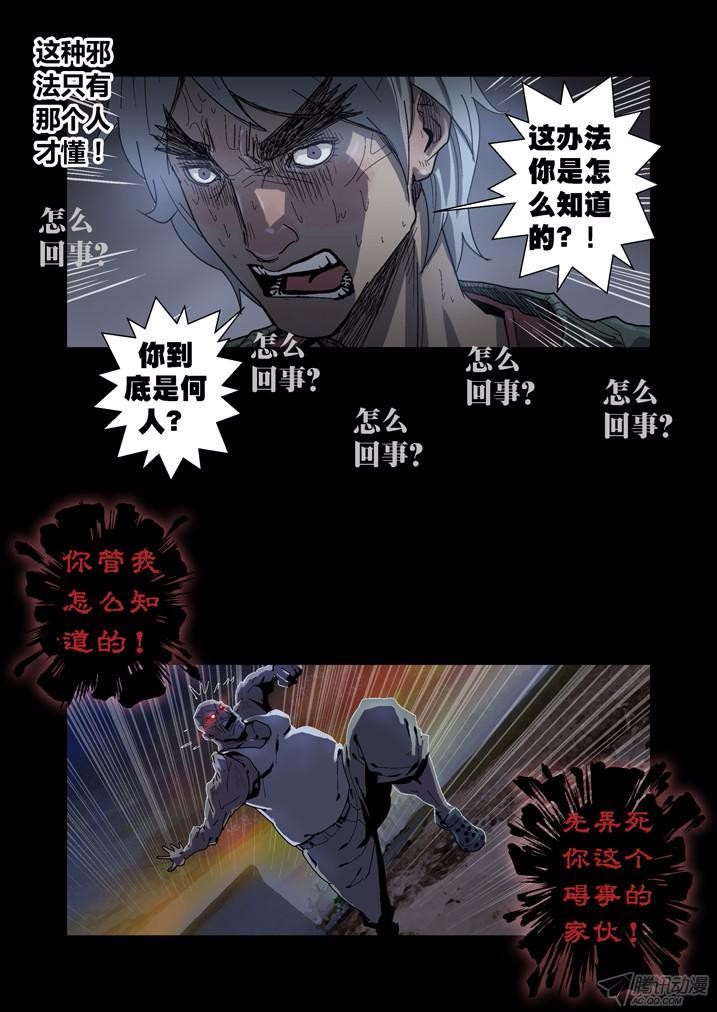 这种邪
法只有
那个人
才懂！
这办法
你是怎
么知道
的？！
怎么
回事？
你到
底是何
人？
怎么
回事？
怎么
回事？
怎么
回事？
怎么
回事？
你管我
怎么知
道的！
先弄死
你这个
碍事的
家伙！
腾讯动漫